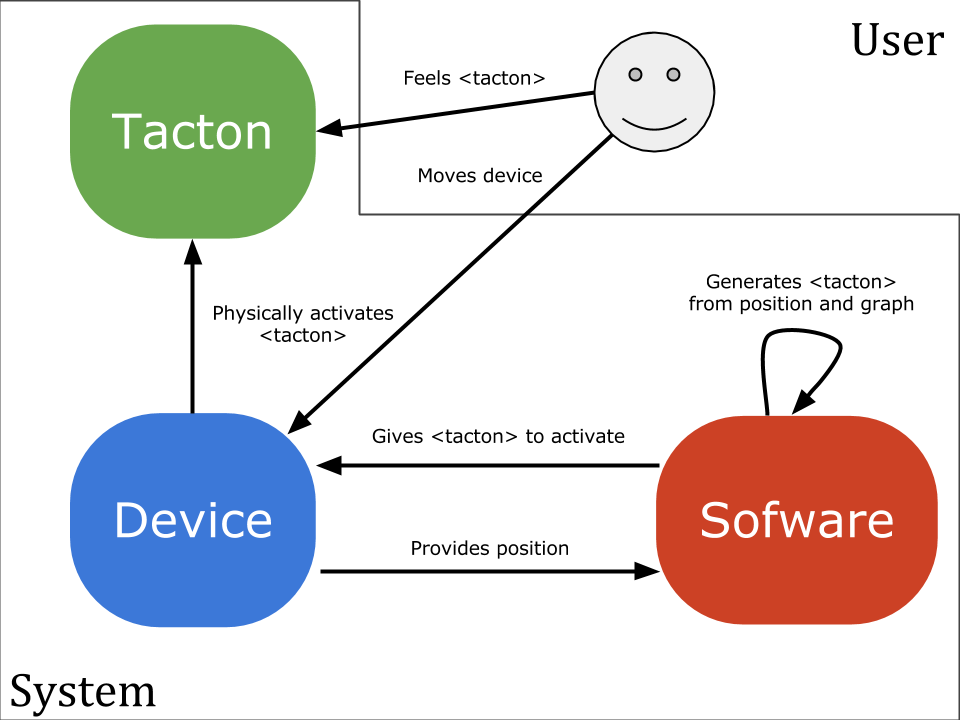 User
Feels <tacton>
Tacton
Moves device
Generates <tacton>
from position and graph
Physically activates
<tacton>
Gives <tacton> to activate
Device
Sofware
Provides position
System